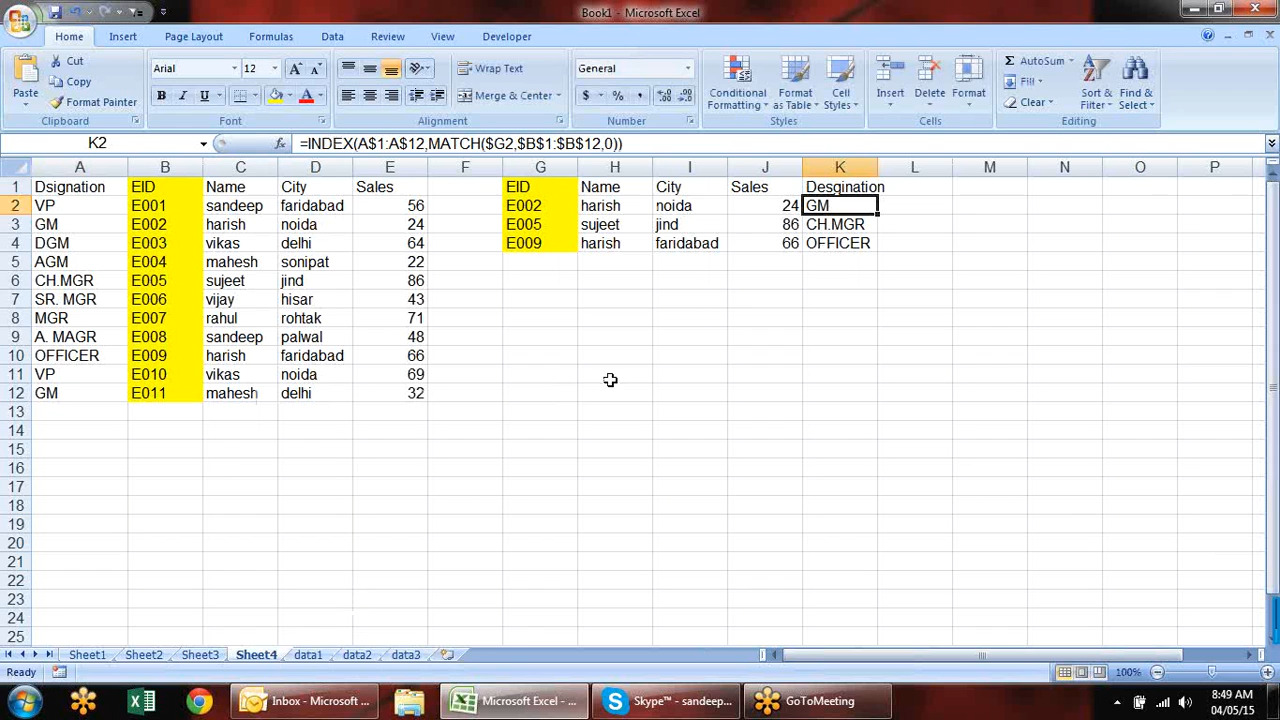 Book1 - Microsoft Excel
Home Insert Page Layout Formulas Data Review View Developer
Paste Cut Copy Format Painter Clipboard
Arial 12 A A B I U A Font
Wrap Text Merge & Center Alignment
General $ % , Number
Conditional Formatting Format as Table Cell Styles Styles
Insert Delete Format Cells
AutoSum Fill Clear Sort & Filter Find & Select Editing
K2 fx =INDEX(A$1:A$12,MATCH($G2,$B$1:$B$12,0))
A B C D E F G H I J K L M N O P
1 Dsignation EID Name City Sales EID Name City Sales Desgination
2 VP E001 sandeep faridabad 56 E002 harish noida 24 GM
3 GM E002 harish noida 24 E005 sujeet jind 86 CH.MGR
4 DGM E003 vikas delhi 64 E009 harish faridabad 66 OFFICER
5 AGM E004 mahesh sonipat 22
6 CH.MGR E005 sujeet jind 86
7 SR. MGR E006 vijay hisar 43
8 MGR E007 rahul rohtak 71
9 A. MAGR E008 sandeep palwal 48
10 OFFICER E009 harish faridabad 66
11 VP E010 vikas noida 69
12 GM E011 mahesh delhi 32
13
14
15
16
17
18
19
20
21
22
23
24
25
Sheet1 Sheet2 Sheet3 Sheet4 data1 data2 data3
Ready 100%
Inbox - Microsoft ... Microsoft Excel - ... Skype™ - sandeep... GoToMeeting 8:49 AM
04/05/15